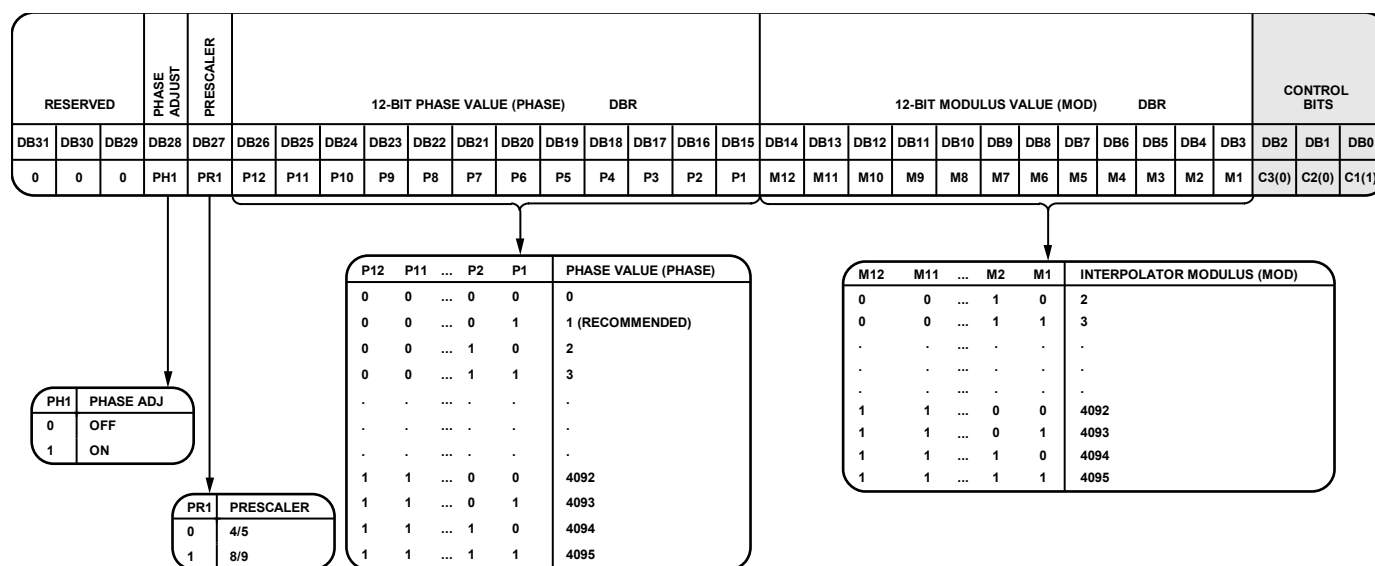 RESERVED
PHASE ADJUST
PRESCALER
12-BIT PHASE VALUE (PHASE) DBR
12-BIT MODULUS VALUE (MOD) DBR
CONTROL BITS
DB31 DB30 DB29 DB28 DB27 DB26 DB25 DB24 DB23 DB22 DB21 DB20 DB19 DB18 DB17 DB16 DB15 DB14 DB13 DB12 DB11 DB10 DB9 DB8 DB7 DB6 DB5 DB4 DB3 DB2 DB1 DB0
0 0 0 PH1 PR1 P12 P11 P10 P9 P8 P7 P6 P5 P4 P3 P2 P1 M12 M11 M10 M9 M8 M7 M6 M5 M4 M3 M2 M1 C3(0) C2(0) C1(1)
P12 P11 ... P2 P1 PHASE VALUE (PHASE)
0 0 ... 0 0 0
0 0 ... 0 1 1 (RECOMMENDED)
0 0 ... 1 0 2
0 0 ... 1 1 3
. . ... . . .
. . ... . . .
. . ... . . .
1 1 ... 0 0 4092
1 1 ... 0 1 4093
1 1 ... 1 0 4094
1 1 ... 1 1 4095
M12 M11 ... M2 M1 INTERPOLATOR MODULUS (MOD)
0 0 ... 1 0 2
0 0 ... 1 1 3
. . ... . . .
. . ... . . .
. . ... . . .
1 1 ... 0 0 4092
1 1 ... 0 1 4093
1 1 ... 1 0 4094
1 1 ... 1 1 4095
PH1 PHASE ADJ
0 OFF
1 ON
PR1 PRESCALER
0 4/5
1 8/9